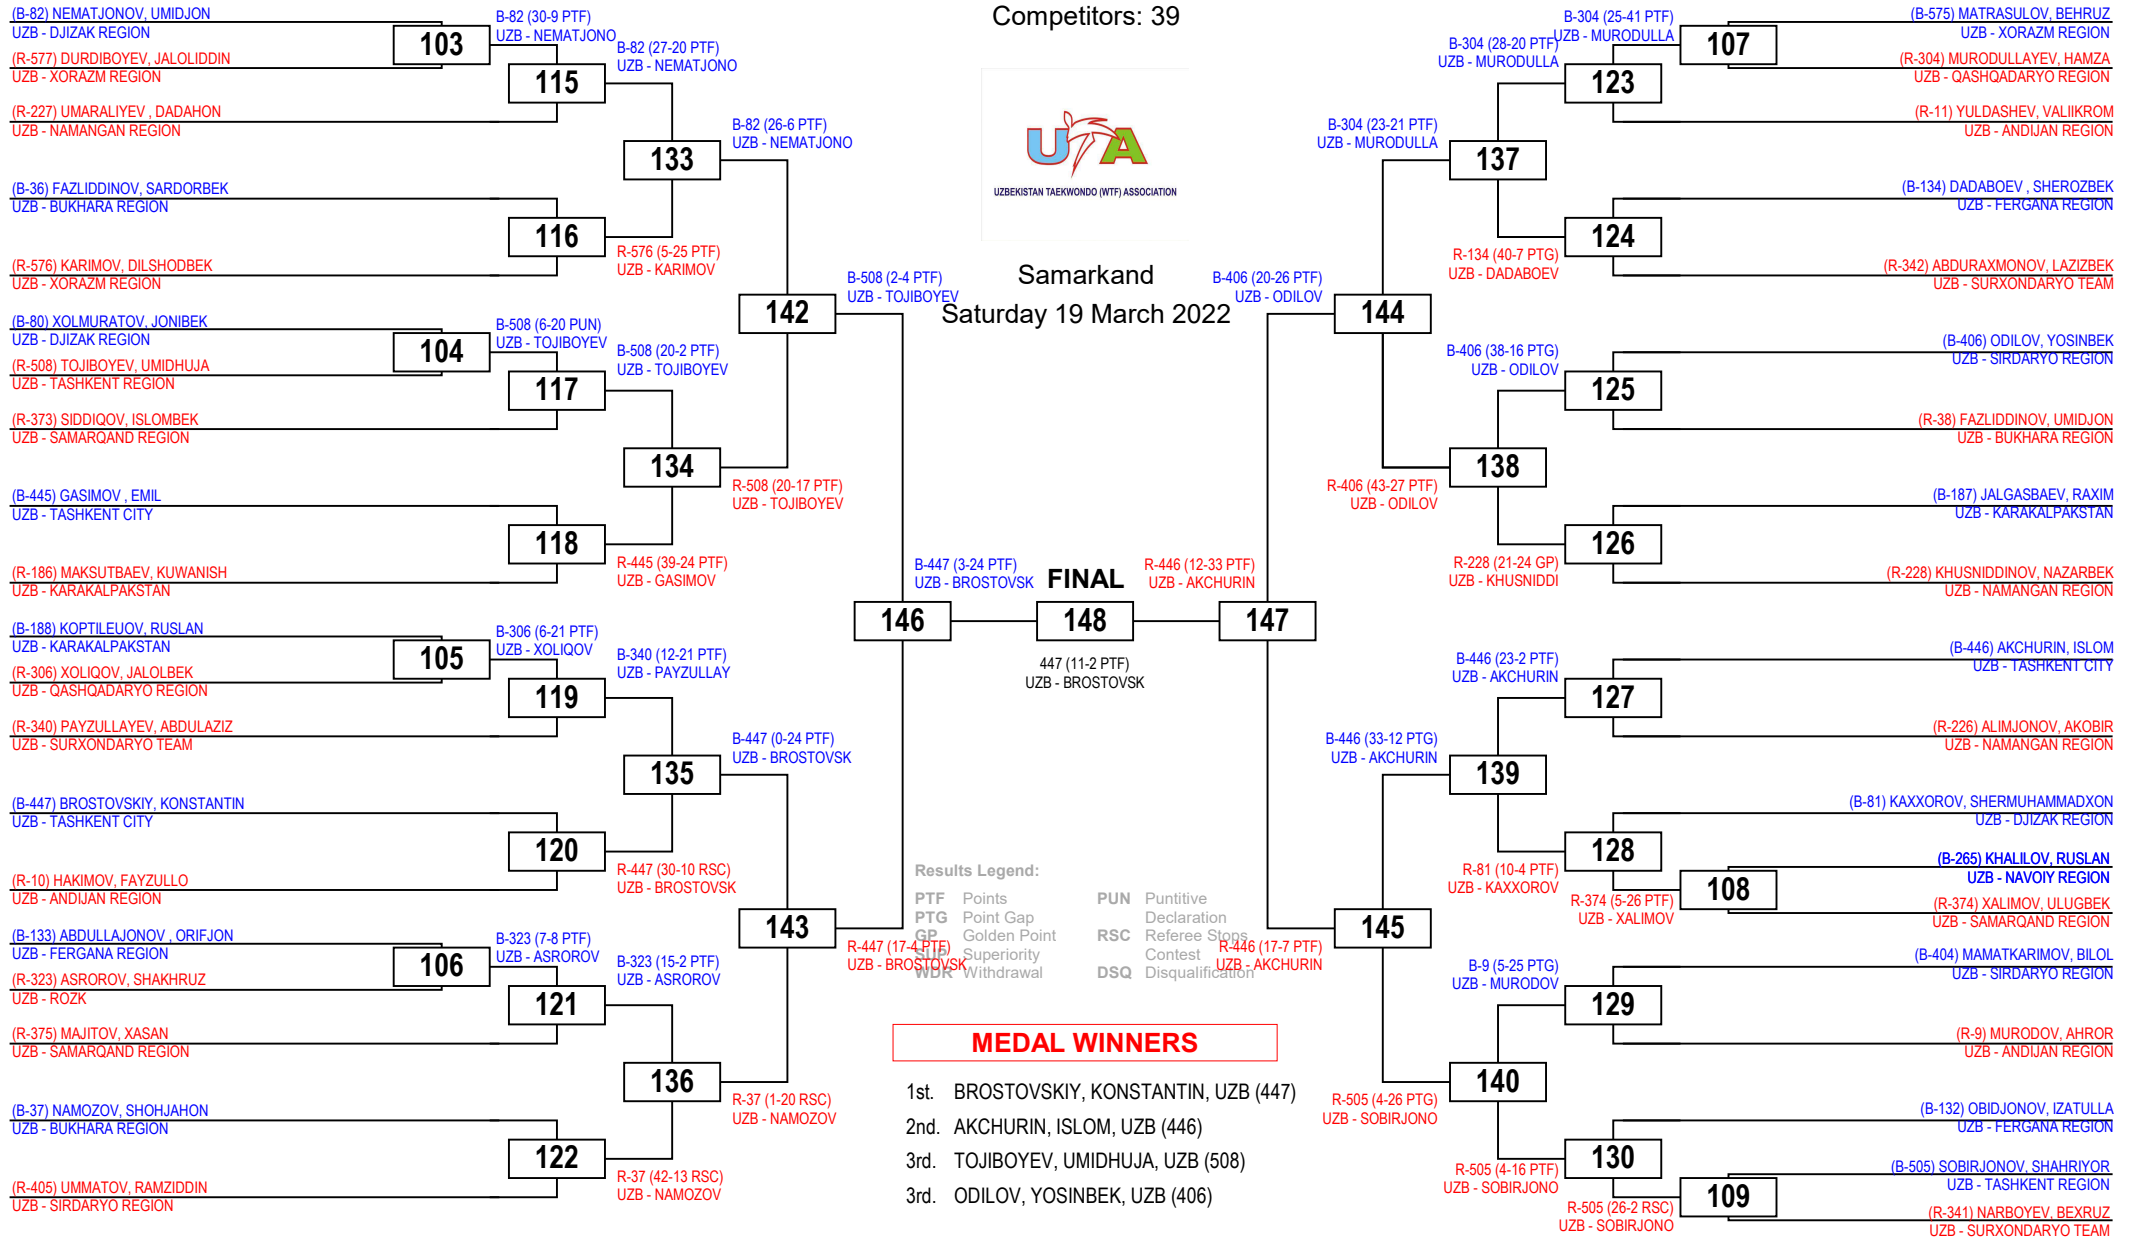 Competitors: 39
(B-82) NEMATJONOV, UMIDJON
UZB - DJIZAK REGION
(R-577) DURDIBOYEV, JALOLIDDIN
UZB - XORAZM REGION
(R-227) UMARALIYEV , DADAHON
UZB - NAMANGAN REGION
(B-36) FAZLIDDINOV, SARDORBEK
UZB - BUKHARA REGION
(R-576) KARIMOV, DILSHODBEK
UZB - XORAZM REGION
(B-80) XOLMURATOV, JONIBEK
UZB - DJIZAK REGION
(R-508) TOJIBOYEV, UMIDHUJA
UZB - TASHKENT REGION
(R-373) SIDDIQOV, ISLOMBEK
UZB - SAMARQAND REGION
(B-445) GASIMOV , EMIL
UZB - TASHKENT CITY
(R-186) MAKSUTBAEV, KUWANISH
UZB - KARAKALPAKSTAN
(B-188) KOPTILEUOV, RUSLAN
UZB - KARAKALPAKSTAN
(R-306) XOLIQOV, JALOLBEK
UZB - QASHQADARYO REGION
(R-340) PAYZULLAYEV, ABDULAZIZ
UZB - SURXONDARYO TEAM
(B-447) BROSTOVSKIY, KONSTANTIN
UZB - TASHKENT CITY
(R-10) HAKIMOV, FAYZULLO
UZB - ANDIJAN REGION
(B-133) ABDULLAJONOV , ORIFJON
UZB - FERGANA REGION
(R-323) ASROROV, SHAKHRUZ
UZB - ROZK
(R-375) MAJITOV, XASAN
UZB - SAMARQAND REGION
(B-37) NAMOZOV, SHOHJAHON
UZB - BUKHARA REGION
(R-405) UMMATOV, RAMZIDDIN
UZB - SIRDARYO REGION
103
B-82 (30-9 PTF)
UZB - NEMATJONO
104
B-508 (6-20 PUN)
UZB - TOJIBOYEV
105
B-306 (6-21 PTF)
UZB - XOLIQOV
106
B-323 (7-8 PTF)
UZB - ASROROV
115
B-82 (27-20 PTF)
UZB - NEMATJONO
116
R-576 (5-25 PTF)
UZB - KARIMOV
117
B-508 (20-2 PTF)
UZB - TOJIBOYEV
118
R-445 (39-24 PTF)
UZB - GASIMOV
119
B-340 (12-21 PTF)
UZB - PAYZULLAY
120
R-447 (30-10 RSC)
UZB - BROSTOVSK
121
B-323 (15-2 PTF)
UZB - ASROROV
122
R-37 (42-13 RSC)
UZB - NAMOZOV
133
B-82 (26-6 PTF)
UZB - NEMATJONO
134
R-508 (20-17 PTF)
UZB - TOJIBOYEV
135
B-447 (0-24 PTF)
UZB - BROSTOVSK
136
R-37 (1-20 RSC)
UZB - NAMOZOV
142
B-508 (2-4 PTF)
UZB - TOJIBOYEV
143
R-447 (17-4 PTF)
UZB - BROSTOVSK
146
B-447 (3-24 PTF)
UZB - BROSTOVSK
UTA
UZBEKISTAN TAEKWONDO (WTF) ASSOCIATION
Samarkand
Saturday 19 March 2022
FINAL
148
447 (11-2 PTF)
UZB - BROSTOVSK
R-446 (12-33 PTF)
UZB - AKCHURIN
147
B-406 (20-26 PTF)
UZB - ODILOV
144
R-446 (17-7 PTF)
UZB - AKCHURIN
145
B-304 (23-21 PTF)
UZB - MURODULLA
137
R-406 (43-27 PTF)
UZB - ODILOV
138
B-446 (33-12 PTG)
UZB - AKCHURIN
139
R-505 (4-26 PTG)
UZB - SOBIRJONO
140
B-304 (28-20 PTF)
UZB - MURODULLA
123
R-134 (40-7 PTG)
UZB - DADABOEV
124
B-406 (38-16 PTG)
UZB - ODILOV
125
R-228 (21-24 GP)
UZB - KHUSNIDDI
126
B-446 (23-2 PTF)
UZB - AKCHURIN
127
R-81 (10-4 PTF)
UZB - KAXXOROV
128
B-9 (5-25 PTG)
UZB - MURODOV
129
R-505 (4-16 PTF)
UZB - SOBIRJONO
130
B-304 (25-41 PTF)
UZB - MURODULLA
107
R-374 (5-26 PTF)
UZB - XALIMOV
108
R-505 (26-2 RSC)
UZB - SOBIRJONO
109
(B-575) MATRASULOV, BEHRUZ
UZB - XORAZM REGION
(R-304) MURODULLAYEV, HAMZA
UZB - QASHQADARYO REGION
(R-11) YULDASHEV, VALIIKROM
UZB - ANDIJAN REGION
(B-134) DADABOEV , SHEROZBEK
UZB - FERGANA REGION
(R-342) ABDURAXMONOV, LAZIZBEK
UZB - SURXONDARYO TEAM
(B-406) ODILOV, YOSINBEK
UZB - SIRDARYO REGION
(R-38) FAZLIDDINOV, UMIDJON
UZB - BUKHARA REGION
(B-187) JALGASBAEV, RAXIM
UZB - KARAKALPAKSTAN
(R-228) KHUSNIDDINOV, NAZARBEK
UZB - NAMANGAN REGION
(B-446) AKCHURIN, ISLOM
UZB - TASHKENT CITY
(R-226) ALIMJONOV, AKOBIR
UZB - NAMANGAN REGION
(B-81) KAXXOROV, SHERMUHAMMADXON
UZB - DJIZAK REGION
(B-265) KHALILOV, RUSLAN
UZB - NAVOIY REGION
(R-374) XALIMOV, ULUGBEK
UZB - SAMARQAND REGION
(B-404) MAMATKARIMOV, BILOL
UZB - SIRDARYO REGION
(R-9) MURODOV, AHROR
UZB - ANDIJAN REGION
(B-132) OBIDJONOV, IZATULLA
UZB - FERGANA REGION
(B-505) SOBIRJONOV, SHAHRIYOR
UZB - TASHKENT REGION
(R-341) NARBOYEV, BEXRUZ
UZB - SURXONDARYO TEAM
Results Legend:
PTF Points
PTG Point Gap
GP Golden Point
SUP Superiority
WDR Withdrawal
PUN Puntitive
Declaration
RSC Referee Stops
Contest
DSQ Disqualification
MEDAL WINNERS
1st. BROSTOVSKIY, KONSTANTIN, UZB (447)
2nd. AKCHURIN, ISLOM, UZB (446)
3rd. TOJIBOYEV, UMIDHUJA, UZB (508)
3rd. ODILOV, YOSINBEK, UZB (406)